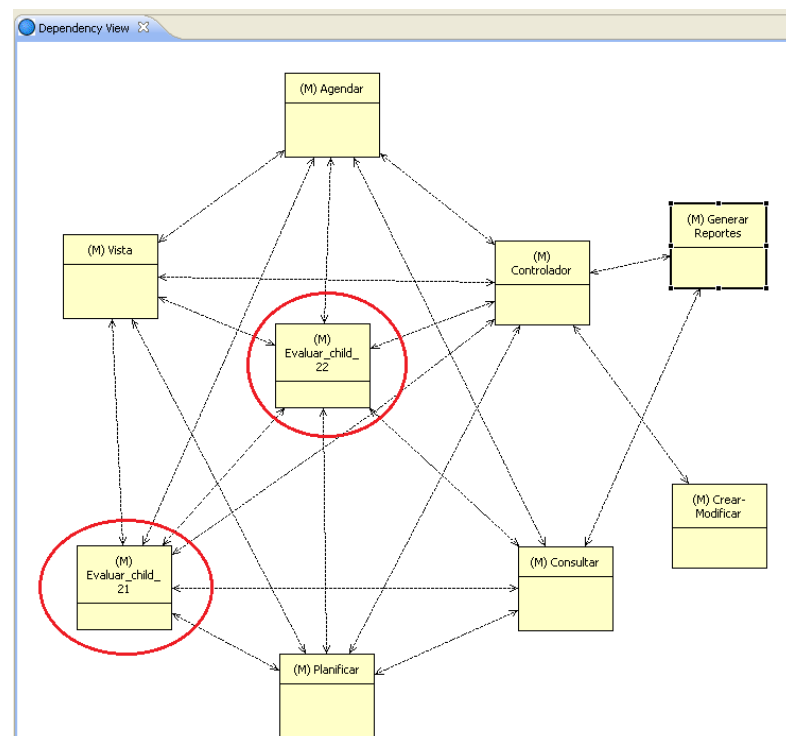 Dependency View
(M) Agendar
(M) Generar
Reportes
(M) Vista
(M)
Controlador
(M)
Evaluar_child_
22
(M) Crear-
Modificar
(M)
Evaluar_child_
21
(M) Consultar
(M) Planificar